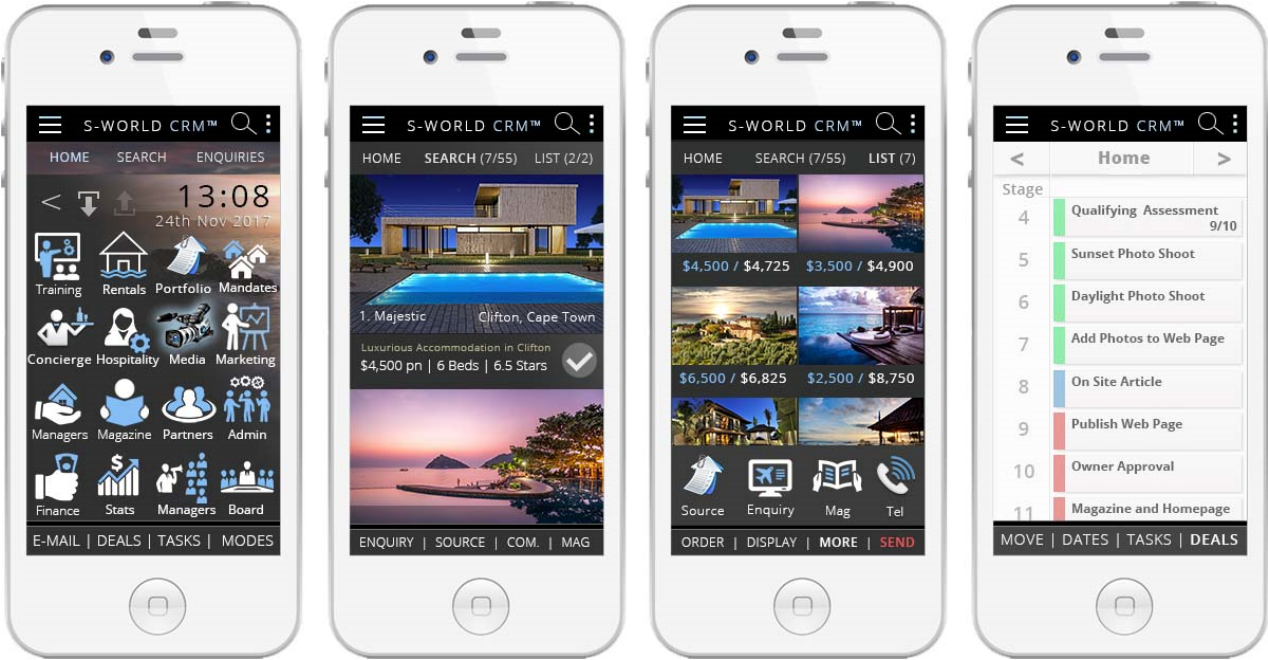 S-WORLD CRM™
HOME SEARCH ENQUIRIES
< 13:08
24th Nov 2017
Training Rentals Portfolio Mandates
Concierge Hospitality Media Marketing
Managers Magazine Partners Admin
$
Finance Stats Managers Board
E-MAIL | DEALS | TASKS | MODES
S-WORLD CRM™
HOME SEARCH (7/55) LIST (2/2)
1. Majestic Clifton, Cape Town
Luxurious Accommodation in Clifton
$4,500 pn | 6 Beds | 6.5 Stars
ENQUIRY | SOURCE | COM. | MAG
S-WORLD CRM™
HOME SEARCH (7/55) LIST (7)
$4,500 / $4,725 $3,500 / $4,900
$6,500 / $6,825 $2,500 / $8,750
Source Enquiry Mag Tel
ORDER | DISPLAY | MORE | SEND
S-WORLD CRM™
< Home >
Stage
4 Qualifying Assessment
9/10
5 Sunset Photo Shoot
6 Daylight Photo Shoot
7 Add Photos to Web Page
8 On Site Article
9 Publish Web Page
10 Owner Approval
11 Magazine and Homepage
MOVE | DATES | TASKS | DEALS